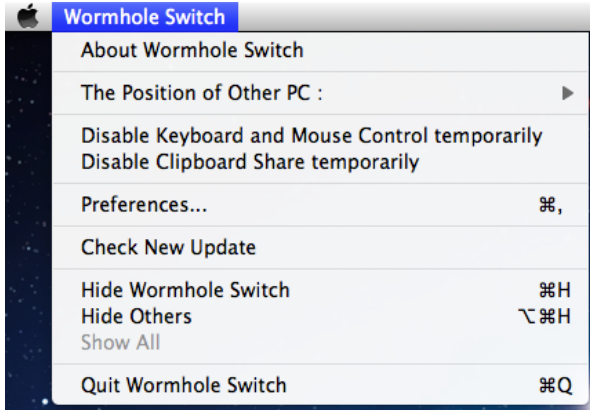 Wormhole Switch
About Wormhole Switch
The Position of Other PC :
Disable Keyboard and Mouse Control temporarily
Disable Clipboard Share temporarily
Preferences... ⌘,
Check New Update
Hide Wormhole Switch ⌘H
Hide Others ⌥⌘H
Show All
Quit Wormhole Switch ⌘Q